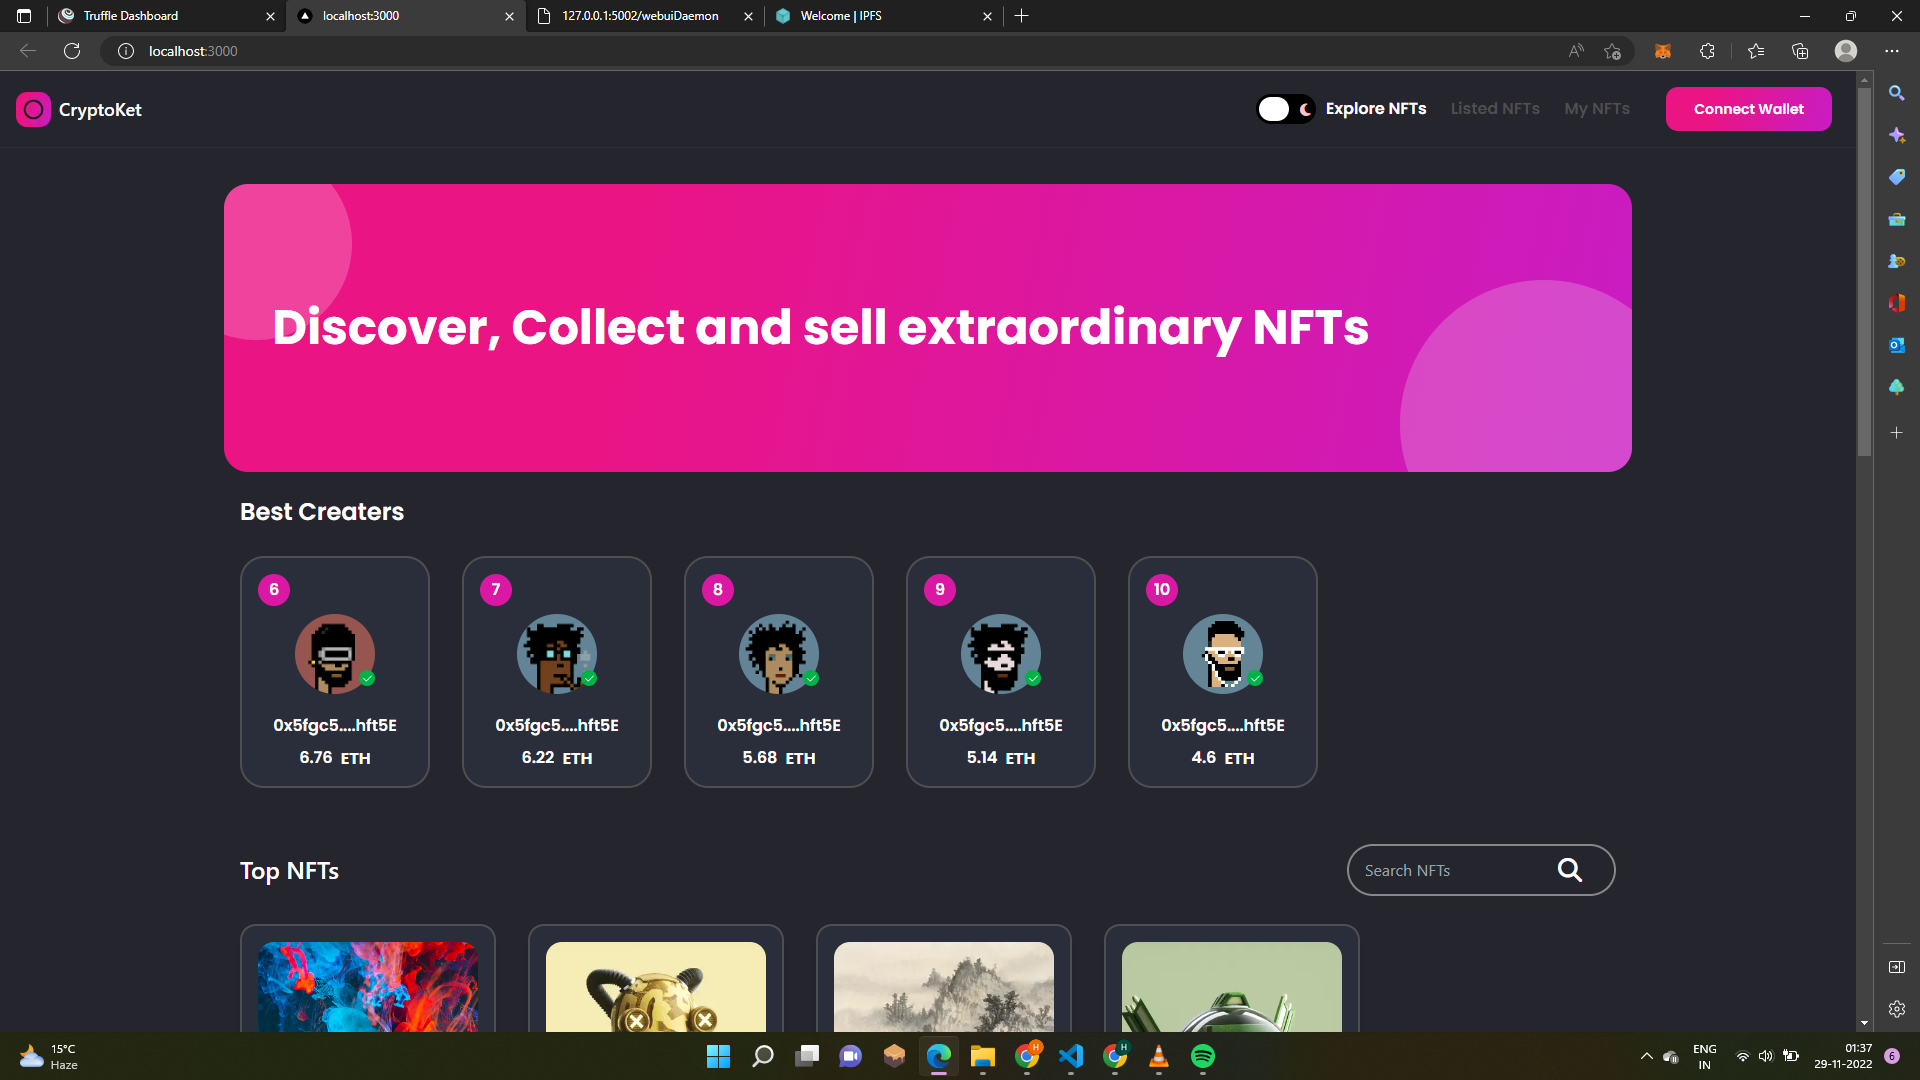 Truffle Dashboard
localhost:3000
127.0.0.1:5002/webuiDaemon
Welcome | IPFS
localhost:3000
CryptoKet
Explore NFTs
Listed NFTs
My NFTs
Connect Wallet
Discover, Collect and sell extraordinary NFTs
Best Creaters
6
7
8
9
10
0x5fgc5....hft5E
0x5fgc5....hft5E
0x5fgc5....hft5E
0x5fgc5....hft5E
0x5fgc5....hft5E
6.76 ETH
6.22 ETH
5.68 ETH
5.14 ETH
4.6 ETH
Top NFTs
Search NFTs
15°C
Haze
H
H
ENG
IN
01:37
29-11-2022
6